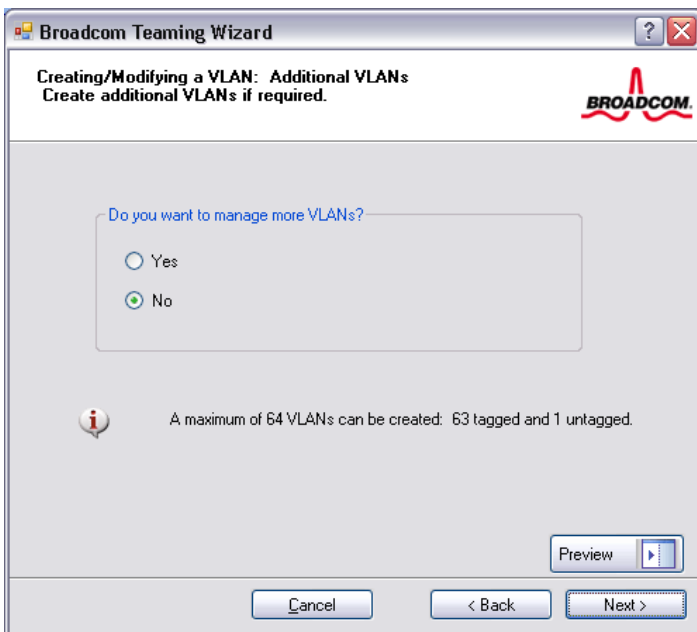 Broadcom Teaming Wizard
?
Creating/Modifying a VLAN: Additional VLANs
Create additional VLANs if required.
BROADCOM.
Do you want to manage more VLANs?
Yes
No
i
A maximum of 64 VLANs can be created: 63 tagged and 1 untagged.
Preview
Cancel
< Back
Next >